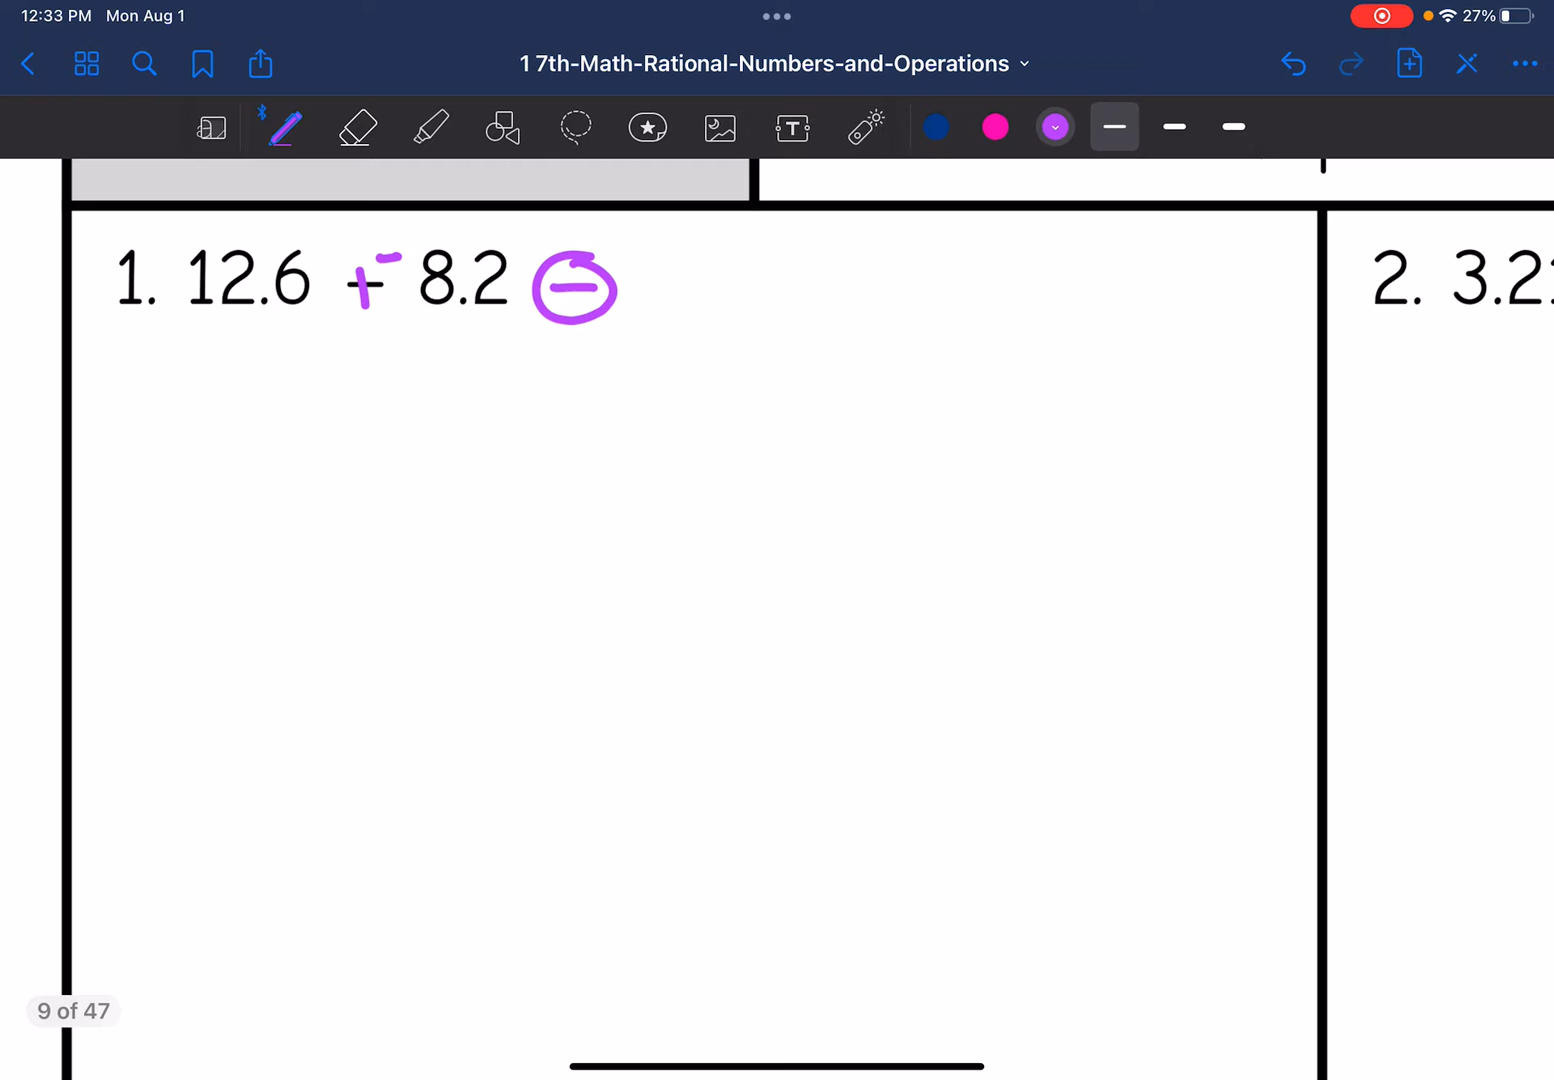 12:33 PM Mon Aug 1
27%
1 7th-Math-Rational-Numbers-and-Operations
T
1. 12.6 + - 8.2 -
2. 3.2
9 of 47